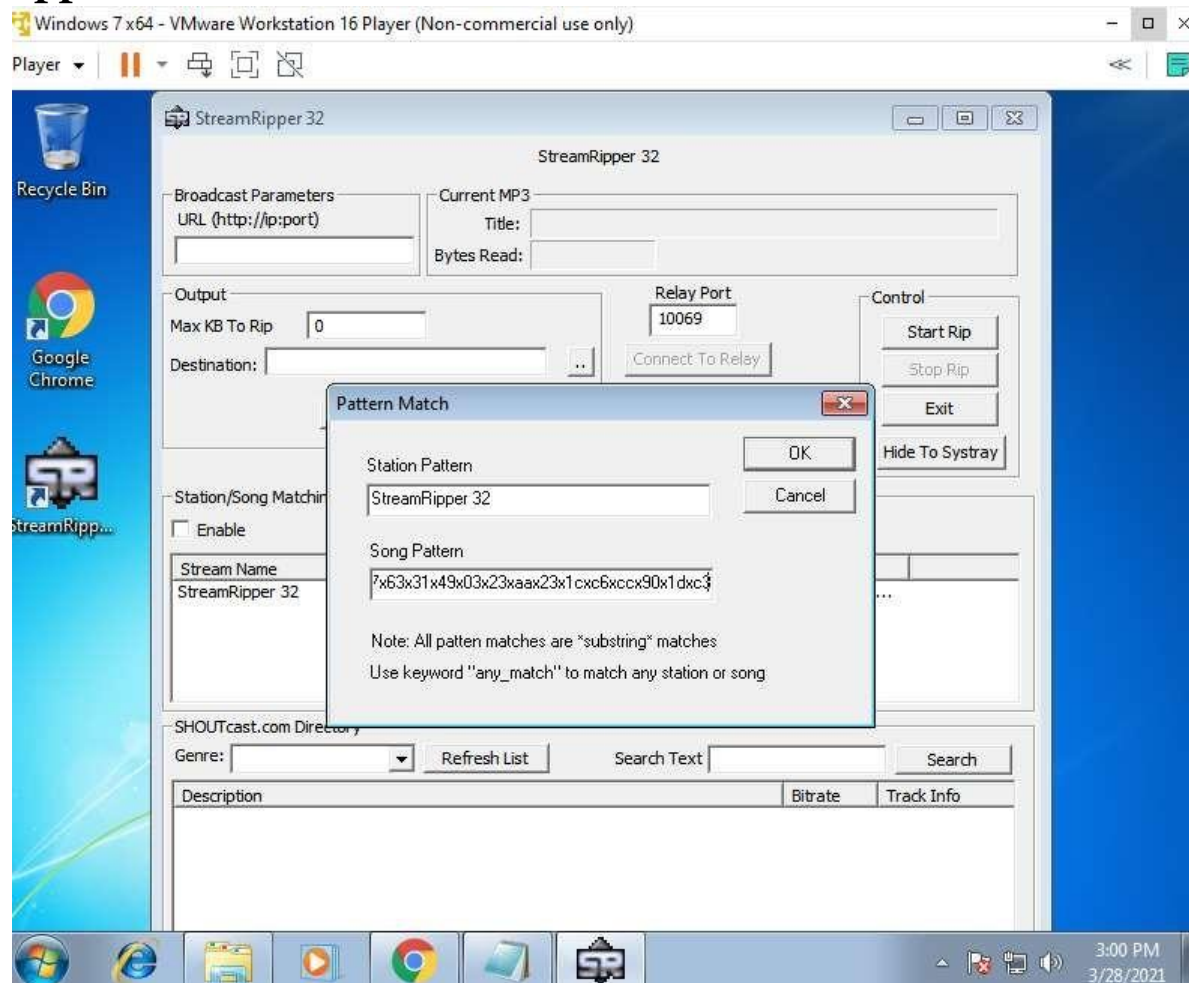 Windows 7 x64 - VMware Workstation 16 Player (Non-commercial use only)
Player
Recycle Bin
Google
Chrome
StreamRipp...
StreamRipper 32
StreamRipper 32
Broadcast Parameters
URL (http://ip:port)
Current MP3
Title:
Bytes Read:
Output
Max KB To Rip 0
Destination: ..
Relay Port
10069
Connect To Relay
Control
Start Rip
Stop Rip
Exit
Hide To Systray
Pattern Match
Station Pattern
StreamRipper 32
Song Pattern
7x63x31x49x03x23xaax23x1cxc6xccx90x1dxc3
OK
Cancel
Note: All patten matches are *substring* matches
Use keyword "any_match" to match any station or song
Station/Song Matchin
Enable
Stream Name
StreamRipper 32 ...
SHOUTcast.com Directory
Genre: Refresh List Search Text Search
Description Bitrate Track Info
3:00 PM
3/28/2021